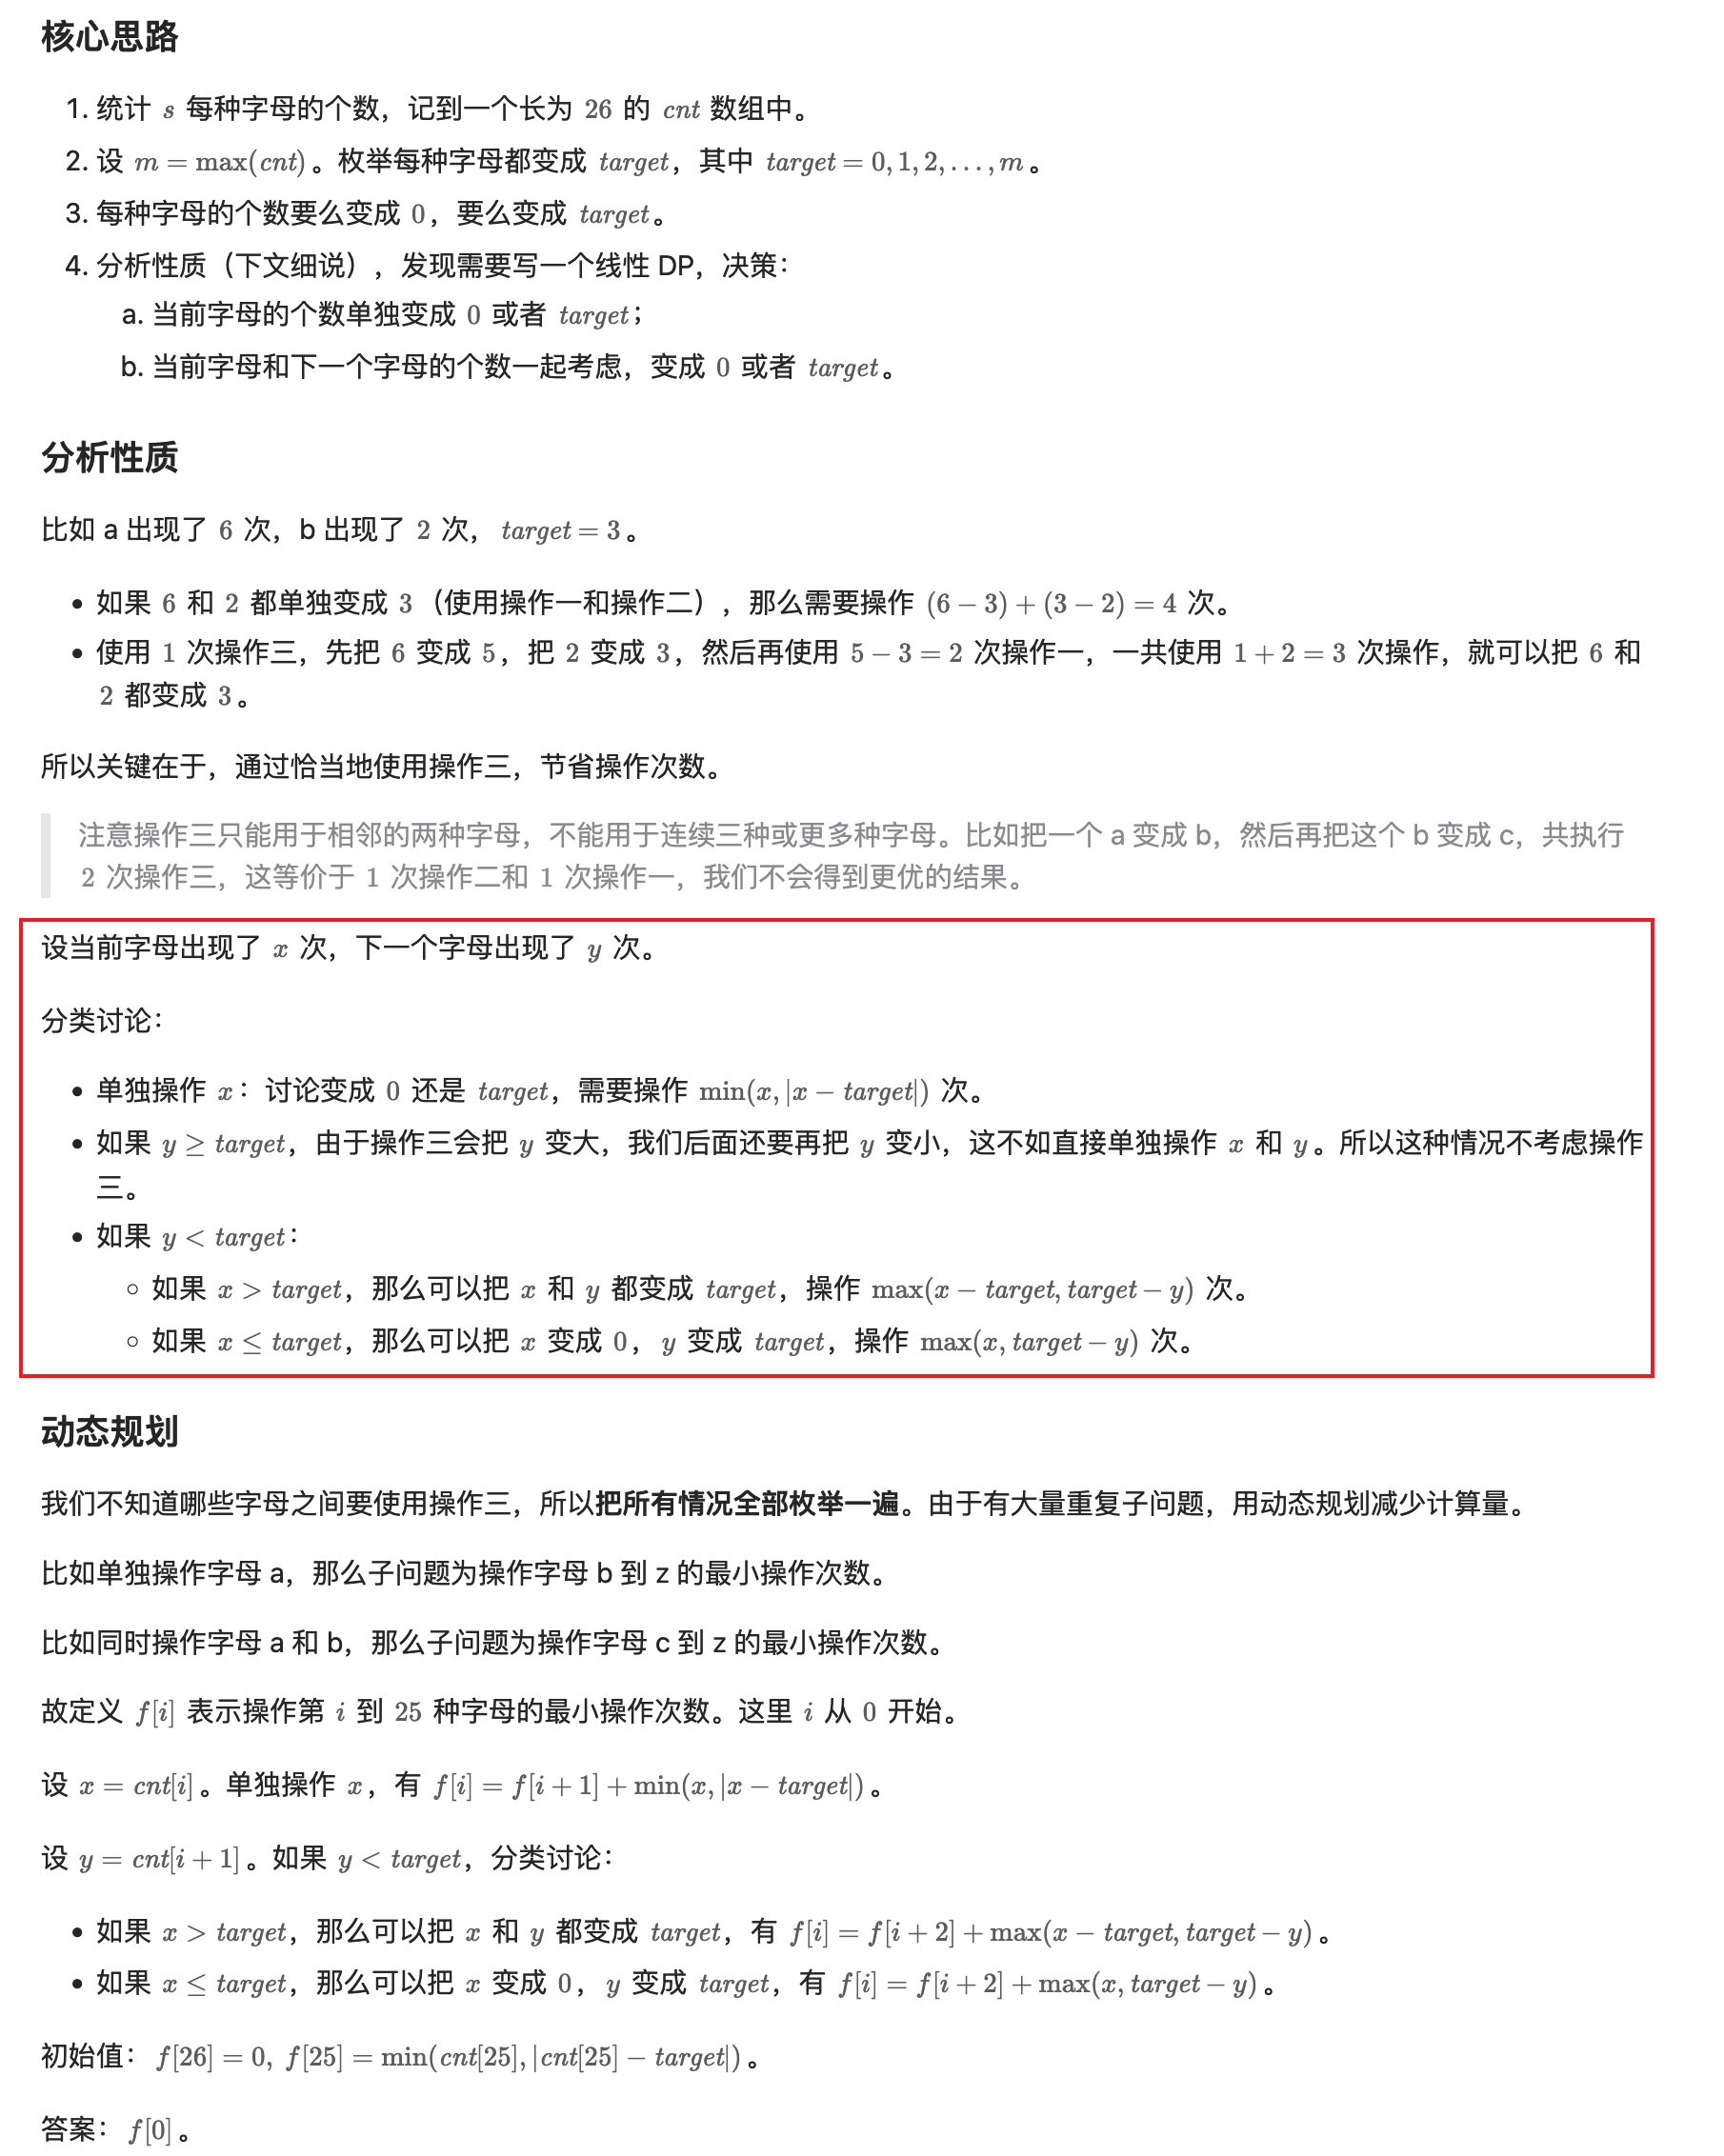 核心思路
1. 统计 s 每种字母的个数，记到一个长为 26 的 cnt 数组中。
2. 设 m = max(cnt)。枚举每种字母都变成 target，其中 target = 0, 1, 2, . . . , m。
3. 每种字母的个数要么变成 0，要么变成 target。
4. 分析性质（下文细说），发现需要写一个线性 DP，决策：
a. 当前字母的个数单独变成 0 或者 target；
b. 当前字母和下一个字母的个数一起考虑，变成 0 或者 target。
分析性质
比如 a 出现了 6 次，b 出现了 2 次，target = 3。
• 如果 6 和 2 都单独变成 3（使用操作一和操作二），那么需要操作 (6 − 3) + (3 − 2) = 4 次。
• 使用 1 次操作三，先把 6 变成 5，把 2 变成 3，然后再使用 5 − 3 = 2 次操作一，一共使用 1 + 2 = 3 次操作，就可以把 6 和
2 都变成 3。
所以关键在于，通过恰当地使用操作三，节省操作次数。
注意操作三只能用于相邻的两种字母，不能用于连续三种或更多种字母。比如把一个 a 变成 b，然后再把这个 b 变成 c，共执行
2 次操作三，这等价于 1 次操作二和 1 次操作一，我们不会得到更优的结果。
设当前字母出现了 x 次，下一个字母出现了 y 次。
分类讨论：
• 单独操作 x：讨论变成 0 还是 target，需要操作 min(x, |x − target|) 次。
• 如果 y ≥ target，由于操作三会把 y 变大，我们后面还要再把 y 变小，这不如直接单独操作 x 和 y。所以这种情况不考虑操作
三。
• 如果 y < target：
◦ 如果 x > target，那么可以把 x 和 y 都变成 target，操作 max(x − target, target − y) 次。
◦ 如果 x ≤ target，那么可以把 x 变成 0，y 变成 target，操作 max(x, target − y) 次。
动态规划
我们不知道哪些字母之间要使用操作三，所以把所有情况全部枚举一遍。由于有大量重复子问题，用动态规划减少计算量。
比如单独操作字母 a，那么子问题为操作字母 b 到 z 的最小操作次数。
比如同时操作字母 a 和 b，那么子问题为操作字母 c 到 z 的最小操作次数。
故定义 f[i] 表示操作第 i 到 25 种字母的最小操作次数。这里 i 从 0 开始。
设 x = cnt[i]。单独操作 x，有 f[i] = f[i + 1] + min(x, |x − target|)。
设 y = cnt[i + 1]。如果 y < target，分类讨论：
• 如果 x > target，那么可以把 x 和 y 都变成 target，有 f[i] = f[i + 2] + max(x − target, target − y)。
• 如果 x ≤ target，那么可以把 x 变成 0，y 变成 target，有 f[i] = f[i + 2] + max(x, target − y)。
初始值：f[26] = 0, f[25] = min(cnt[25], |cnt[25] − target|)。
答案：f[0]。